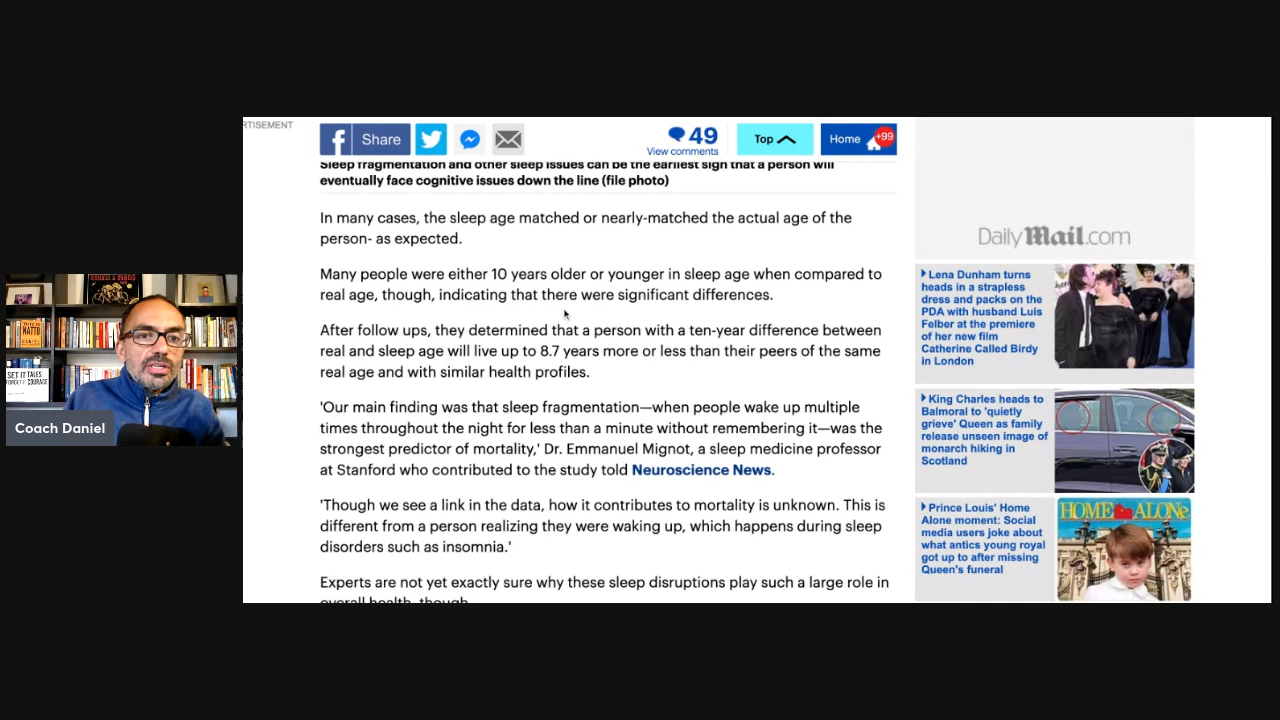 RTISEMENT
Share
49
View comments
Top
Home
+99
Sleep fragmentation and other sleep issues can be the earliest sign that a person will
eventually face cognitive issues down the line (file photo)
In many cases, the sleep age matched or nearly-matched the actual age of the
person- as expected.
Many people were either 10 years older or younger in sleep age when compared to
real age, though, indicating that there were significant differences.
After follow ups, they determined that a person with a ten-year difference between
real and sleep age will live up to 8.7 years more or less than their peers of the same
real age and with similar health profiles.
'Our main finding was that sleep fragmentation—when people wake up multiple
times throughout the night for less than a minute without remembering it—was the
strongest predictor of mortality,' Dr. Emmanuel Mignot, a sleep medicine professor
at Stanford who contributed to the study told Neuroscience News.
'Though we see a link in the data, how it contributes to mortality is unknown. This is
different from a person realizing they were waking up, which happens during sleep
disorders such as insomnia.'
Experts are not yet exactly sure why these sleep disruptions play such a large role in
overall health, though.
DailyMail.com
Lena Dunham turns
heads in a strapless
dress and packs on the
PDA with husband Luis
Felber at the premiere
of her new film
Catherine Called Birdy
in London
King Charles heads to
Balmoral to 'quietly
grieve' Queen as family
release unseen image of
monarch hiking in
Scotland
Prince Louis' Home
Alone moment: Social
media users joke about
what antics young royal
got up to after missing
Queen's funeral
HOME ALONe
NATTO
SET IT TALES:
COURAGE
Coach Daniel